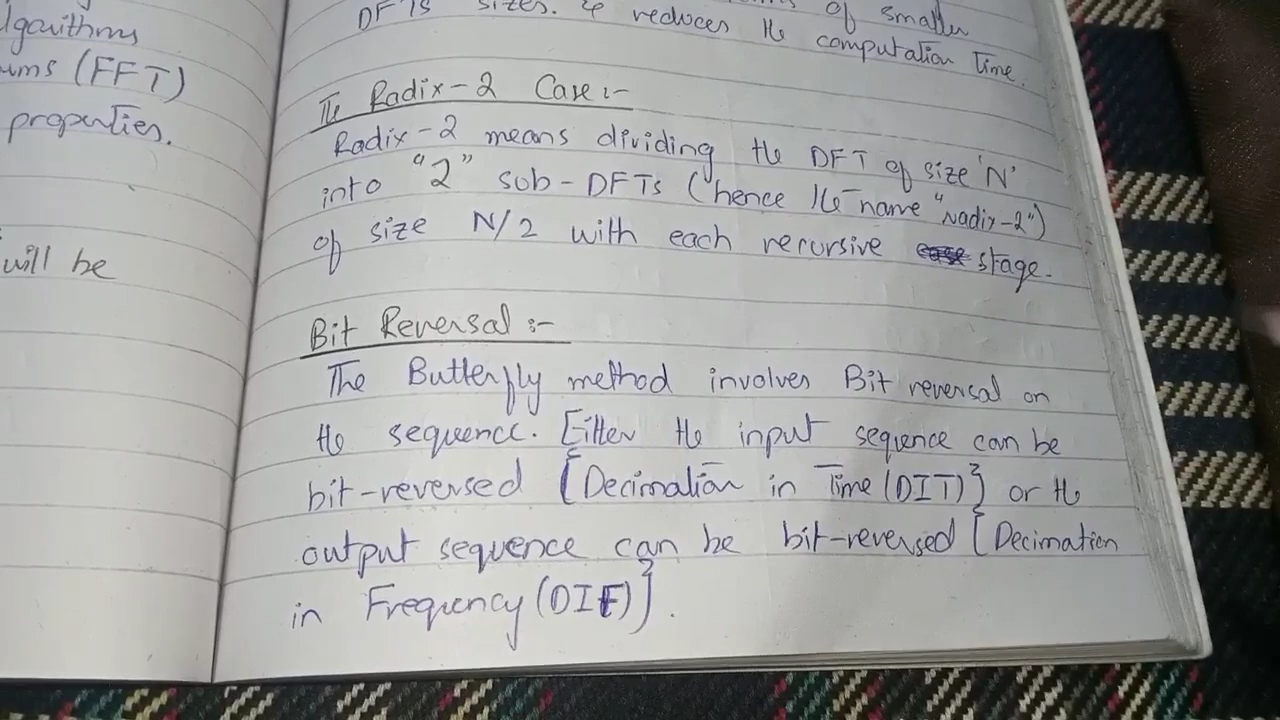 lgorithms
ums (FFT)
properties.
will be
DFTs sizes. & reduces the computation Time.
of smaller
The Radix-2 Case :-
Radix-2 means dividing the DFT of size 'N'
into "2" sub-DFTs (hence the name "radix-2")
of size N/2 with each recursive stage.
Bit Reversal :-
The Butterfly method involves Bit reversal on
the sequence. Either the input sequence can be
bit-reversed [Decimation in Time (DIT)] or the
output sequence can be bit-reversed [Decimation
in Frequency (DIF)].